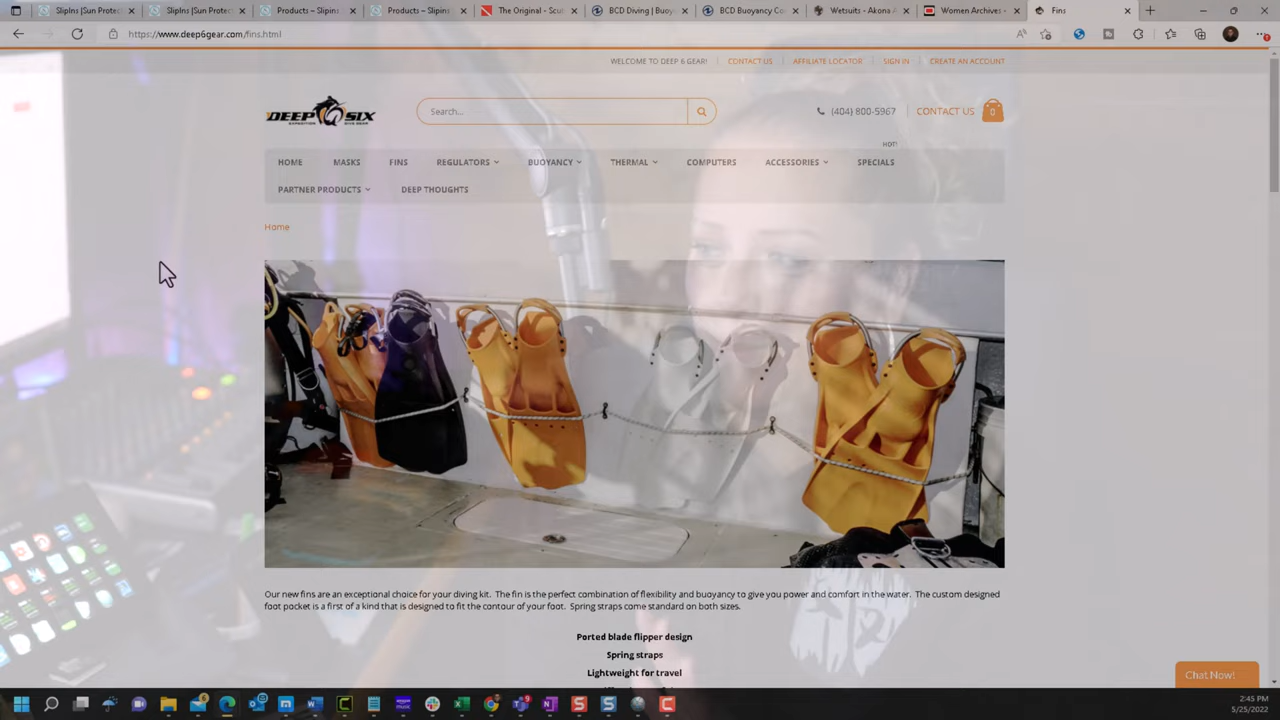 SlipIns |Sun Protec
SlipIns |Sun Protec
Products – Slipins
Products – Slipins
The Original - Scu
BCD Diving | Buoy
BCD Buoyancy Co
Wetsuits - Akona A
Women Archives -
Fins
https://www.deep6gear.com/fins.html
WELCOME TO DEEP 6 GEAR! CONTACT US AFFILIATE LOCATOR SIGN IN CREATE AN ACCOUNT
DEEP SIX
EXPEDITION DIVE GEAR
Search...
(404) 800-5967 CONTACT US 0
HOT!
HOME MASKS FINS REGULATORS BUOYANCY THERMAL COMPUTERS ACCESSORIES SPECIALS
PARTNER PRODUCTS DEEP THOUGHTS
Home
Our new fins are an exceptional choice for your diving kit. The fin is the perfect combination of flexibility and buoyancy to give you power and comfort in the water. The custom designed
foot pocket is a first of a kind that is designed to fit the contour of your foot. Spring straps come standard on both sizes.
Ported blade flipper design
Spring straps
Lightweight for travel
Chat Now!
2:45 PM
5/25/2022